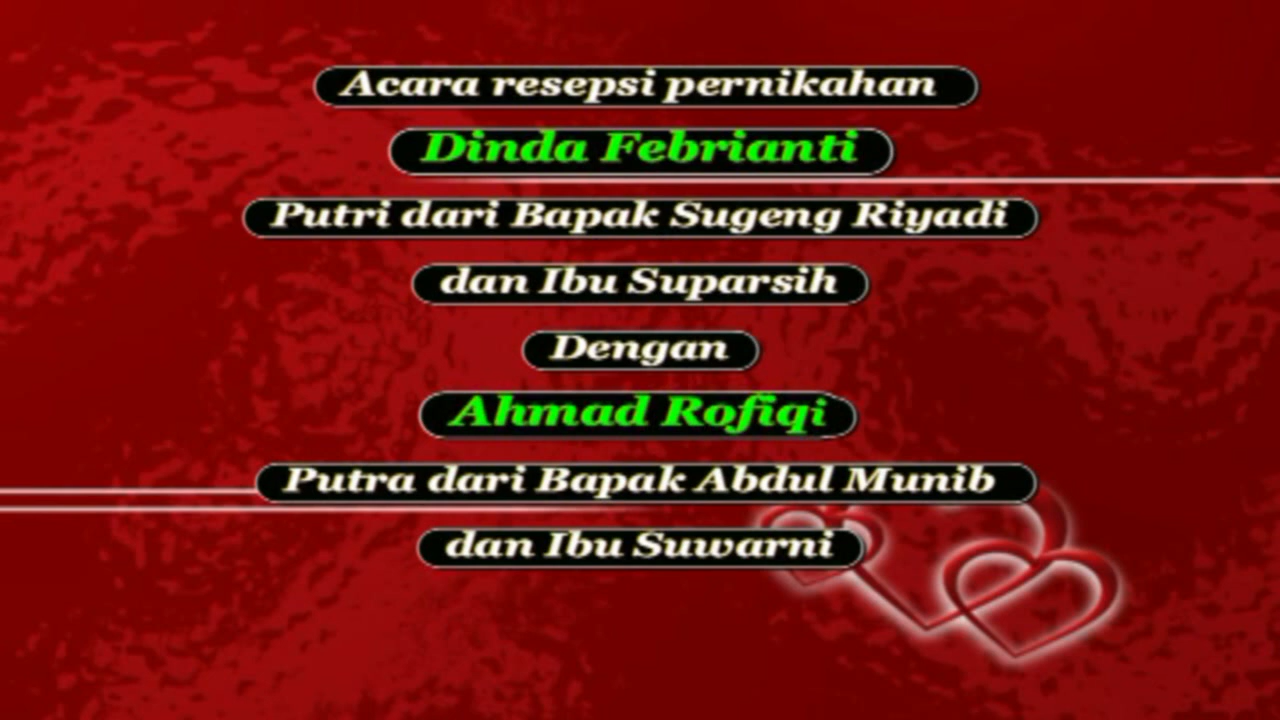 Acara resepsi pernikahan
Dinda Febrianti
Putri dari Bapak Sugeng Riyadi
dan Ibu Suparsih
Dengan
Ahmad Rofiqi
Putra dari Bapak Abdul Munib
dan Ibu Suwarni